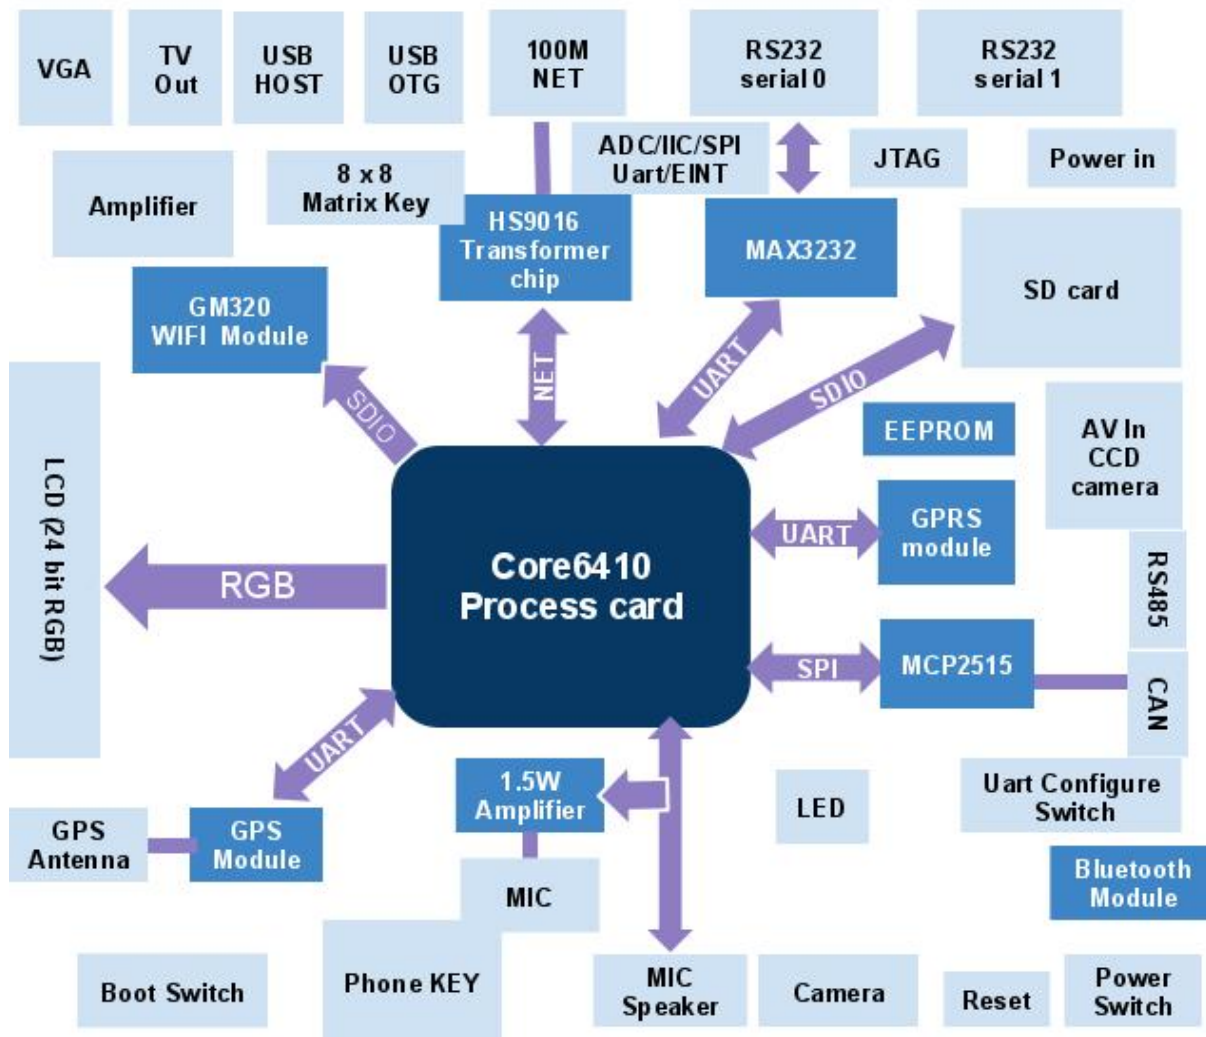 VGA
TV
Out
USB
HOST
USB
OTG
100M
NET
RS232
serial 0
RS232
serial 1
ADC/IIC/SPI
Uart/EINT
JTAG
Power in
Amplifier
8 x 8
Matrix Key
HS9016
Transformer
chip
MAX3232
SD card
GM320
WIFI Module
SDIO
NET
UART
SDIO
EEPROM
AV In
CCD
camera
LCD (24 bit RGB)
RGB
Core6410
Process card
UART
GPRS
module
RS485
SPI
MCP2515
CAN
UART
1.5W
Amplifier
LED
Uart Configure
Switch
GPS
Antenna
GPS
Module
MIC
Bluetooth
Module
Boot Switch
Phone KEY
MIC
Speaker
Camera
Reset
Power
Switch